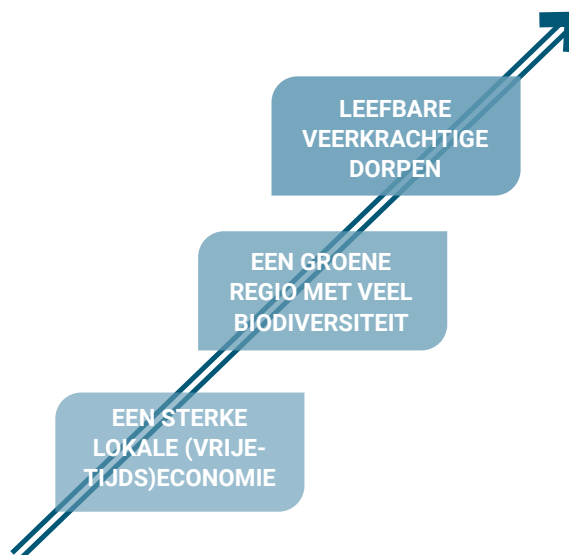 LEEFBARE
VEERKRACHTIGE
DORPEN
EEN GROENE
REGIO MET VEEL
BIODIVERSITEIT
EEN STERKE
LOKALE (VRIJE-
TIJDS)ECONOMIE